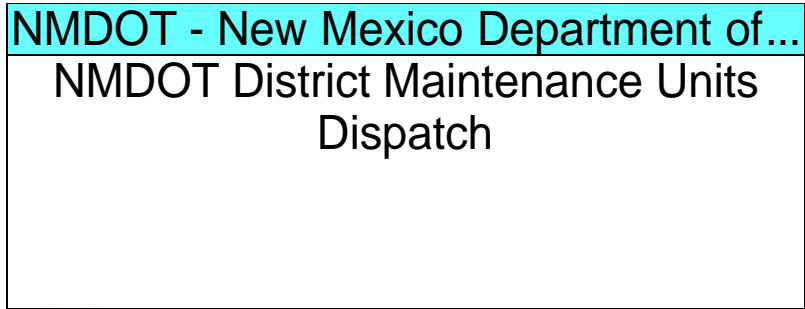 NMDOT - New Mexico Department of...
NMDOT District Maintenance Units
Dispatch